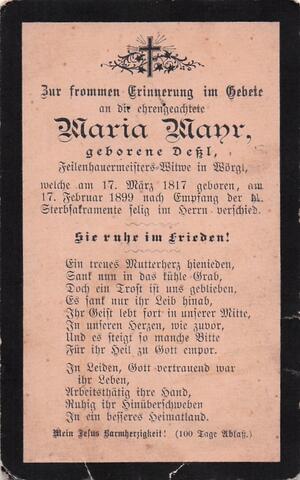 Zur frommen Erinnerung im Gebete
an die ehrengeachtete
Maria Mayr,
geborene Deßl,
Feilenhauermeisters-Witwe in Wörgl,
welche am 17. März 1817 geboren, am
17. Februar 1899 nach Empfang der hl.
Sterbsakramente selig im Herrn verschied.
Sie ruhe im Frieden!
Ein treues Mutterherz hienieden,
Sank nun in das kühle Grab,
Doch ein Trost ist uns geblieben,
Es sank nur ihr Leib hinab,
Ihr Geist lebt fort in unserer Mitte,
In unseren Herzen, wie zuvor,
Und es steigt so manche Bitte
Für ihr Heil zu Gott empor.
In Leiden, Gott vertrauend war
ihr Leben,
Arbeitsthätig ihre Hand,
Ruhig ihr Hinüberschweben
In ein besseres Heimatland.
Mein Jesus Barmherzigkeit! (100 Tage Ablaß.)